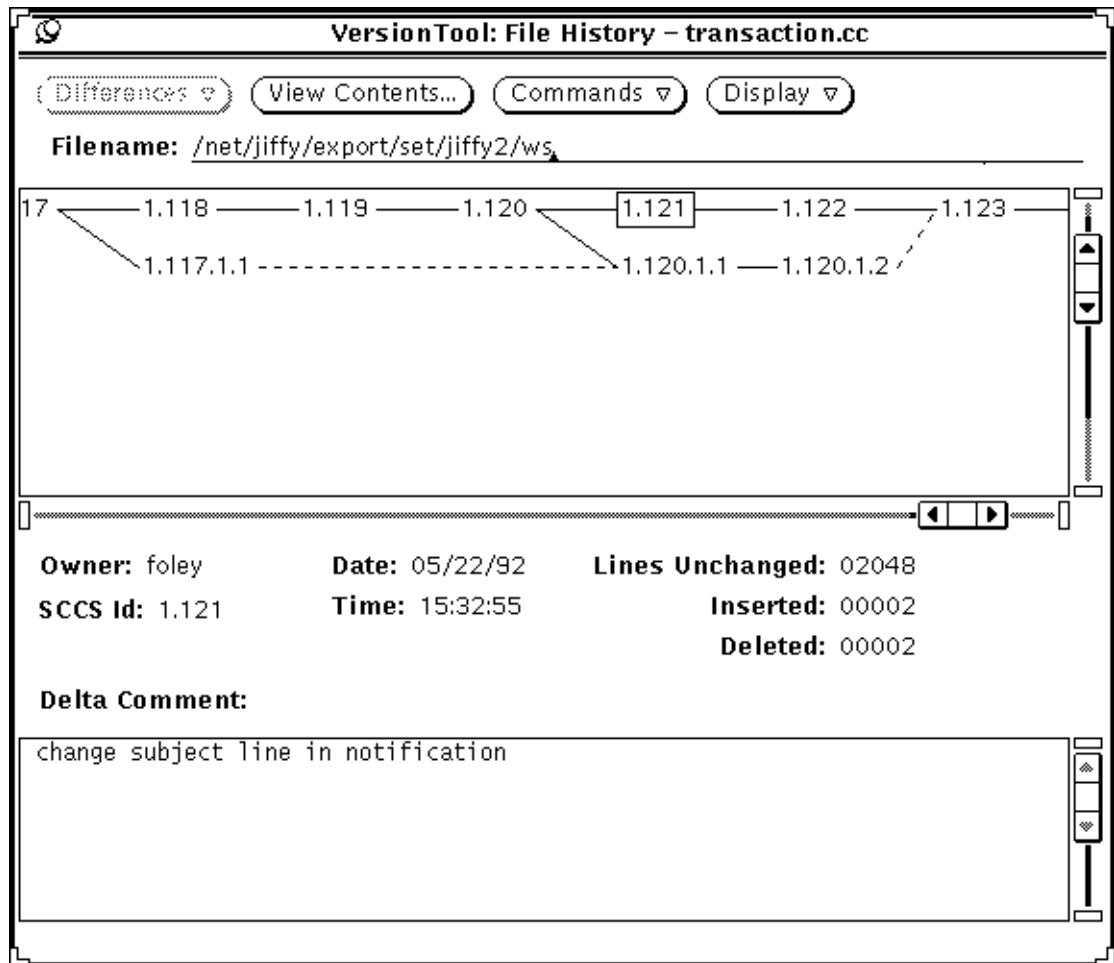 VersionTool: File History – transaction.cc
Differences View Contents... Commands Display
Filename: /net/jiffy/export/set/jiffy2/ws
17 1.118 1.119 1.120 1.121 1.122 1.123
1.117.1.1 1.120.1.1 1.120.1.2
Owner: foley Date: 05/22/92 Lines Unchanged: 02048
SCCS Id: 1.121 Time: 15:32:55 Inserted: 00002
Deleted: 00002
Delta Comment:
change subject line in notification